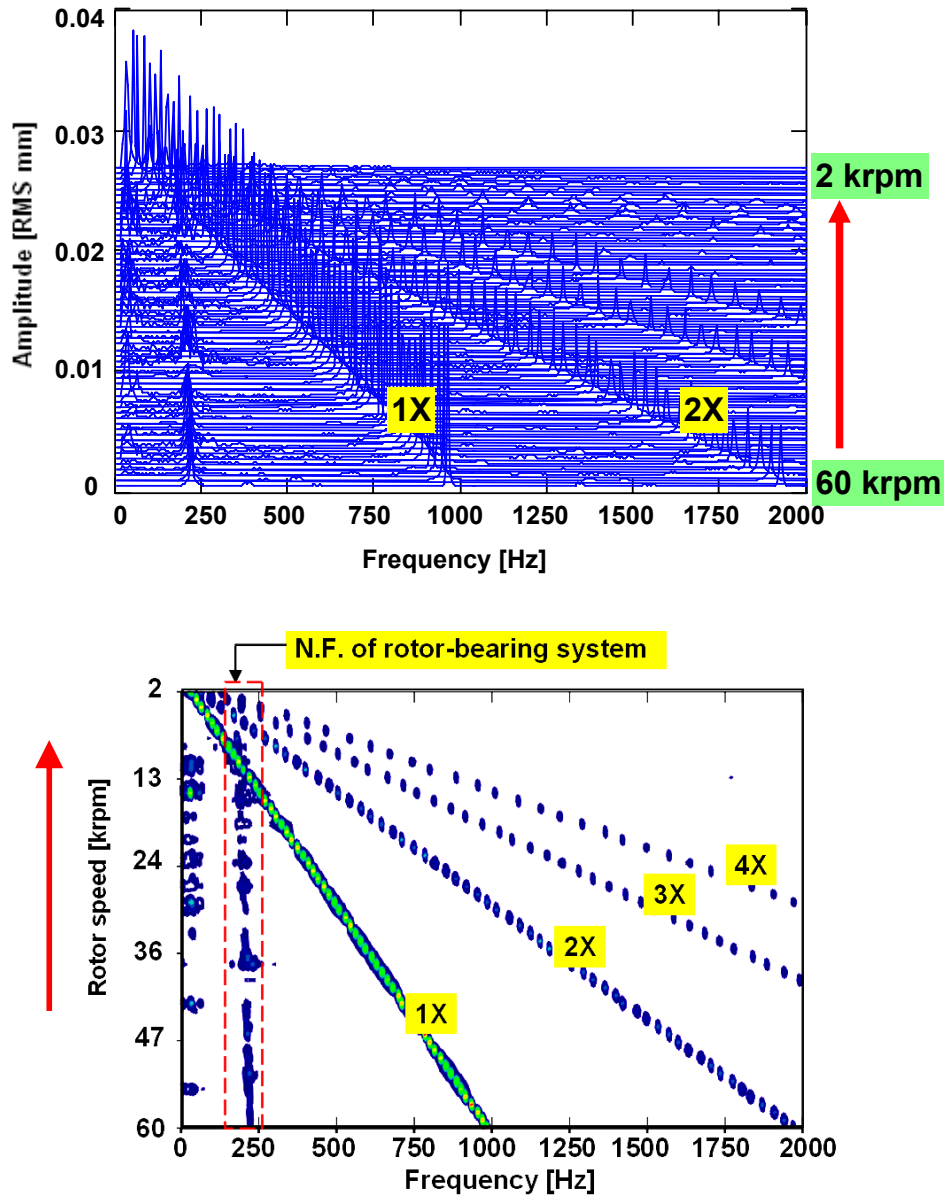 0.04
0.03
0.02
0.01
0
Amplitude [RMS mm]
2 krpm
60 krpm
1X
2X
0 250 500 750 1000 1250 1500 1750 2000
Frequency [Hz]
N.F. of rotor-bearing system
2
13
24
36
47
60
Rotor speed [krpm]
4X
3X
2X
1X
0 250 500 750 1000 1250 1500 1750 2000
Frequency [Hz]